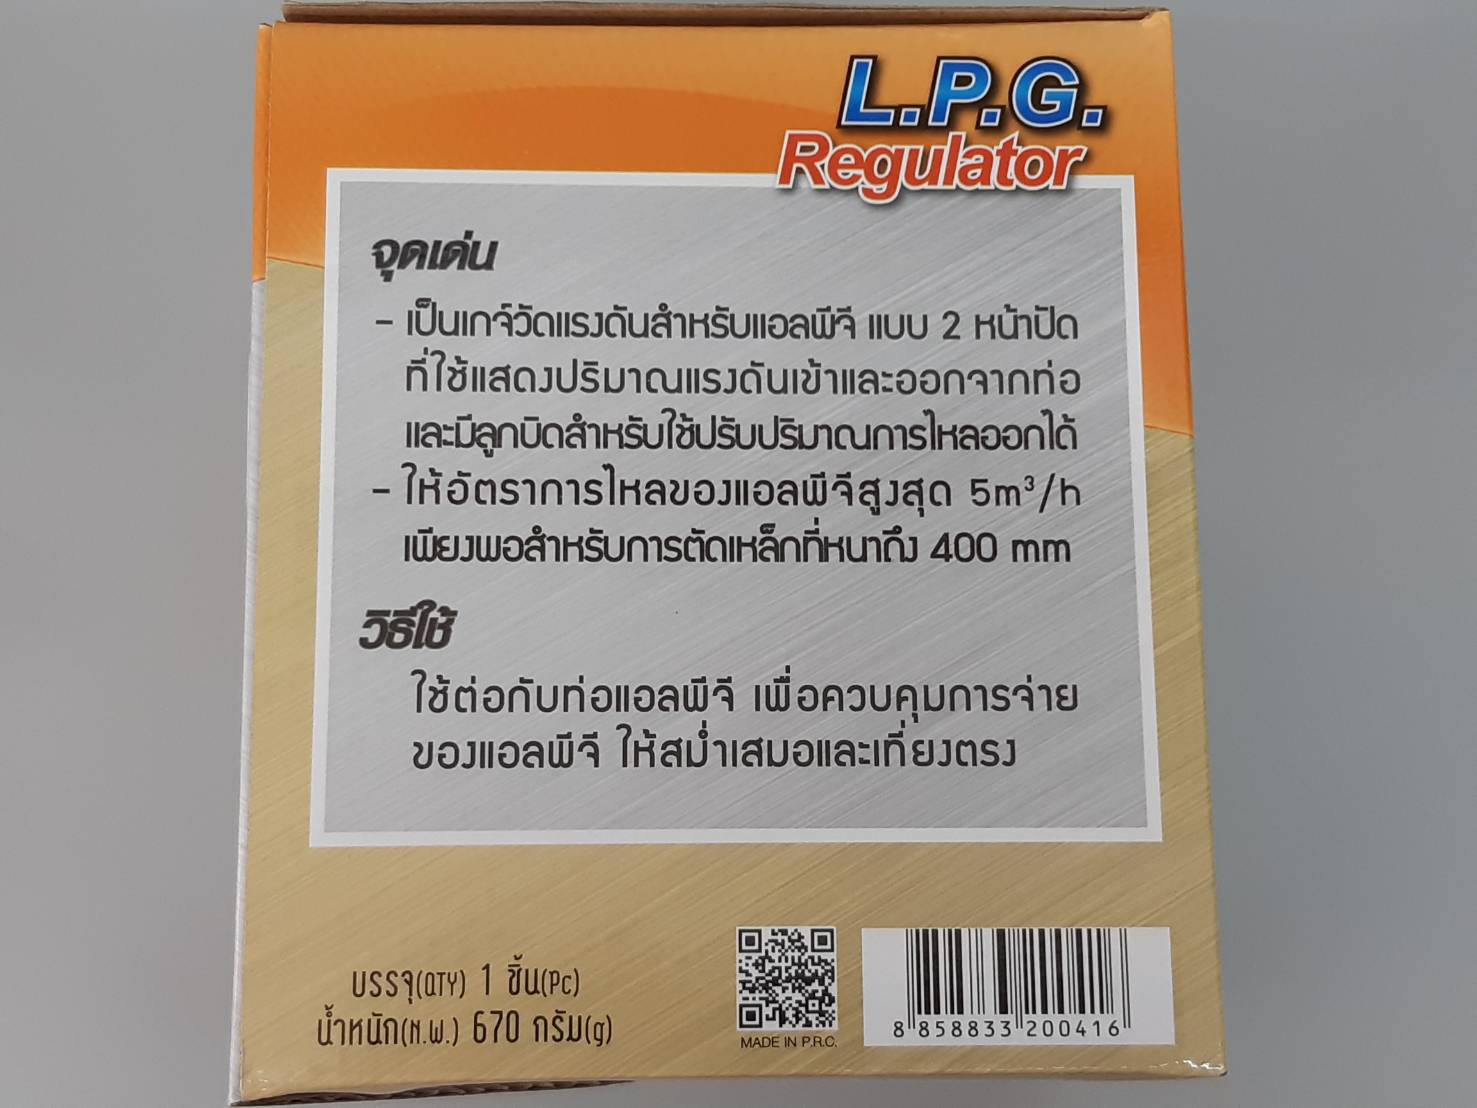 L.P.G.
Regulator
จุดเด่น
- เป็นเกจ์วัดแรงดันสำหรับแอลพีจี แบบ 2 หน้าปัด
ที่ใช้แสดงปริมาณแรงดันเข้าและออกจากท่อ
และมีลูกบิดสำหรับใช้ปรับปริมาณการไหลออกได้
- ให้อัตราการไหลของแอลพีจีสูงสุด 5m³/h
เพียงพอสำหรับการตัดเหล็กที่หนาถึง 400 mm
วิธีใช้
ใช้ต่อกับท่อแอลพีจี เพื่อควบคุมการจ่าย
ของแอลพีจี ให้สม่ำเสมอและเที่ยงตรง
บรรจุ(QTY) 1 ชิ้น(Pc)
น้ำหนัก(N.W.) 670 กรัม(g)
MADE IN P.R.C.
8 858833 200416